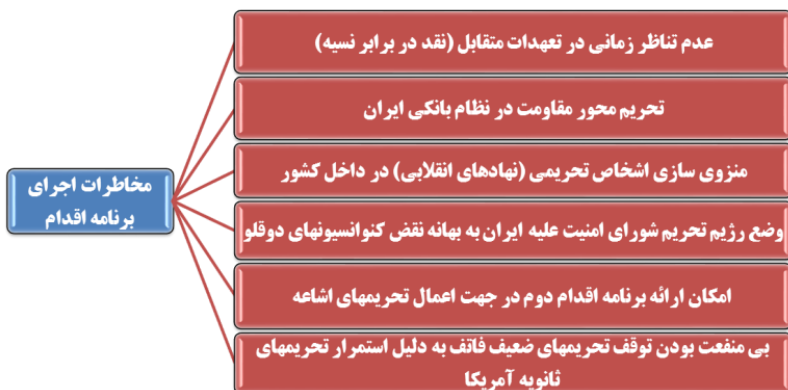 عدم تناظر زمانی در تعهدات متقابل (نقد در برابر نسیه)
تحریم محور مقاومت در نظام بانکی ایران
منزوی سازی اشخاص تحریمی (نهادهای انقلابی) در داخل کشور
مخاطرات اجرای
برنامه اقدام
وضع رژیم تحریم شورای امنیت علیه ایران به بهانه نقض کنوانسیونهای دوقلو
امکان ارائه برنامه اقدام دوم در جهت اعمال تحریمهای اشاعه
بی منفعت بودن توقف تحریمهای ضعیف فاتف به دلیل استمرار تحریمهای
ثانویه آمریکا